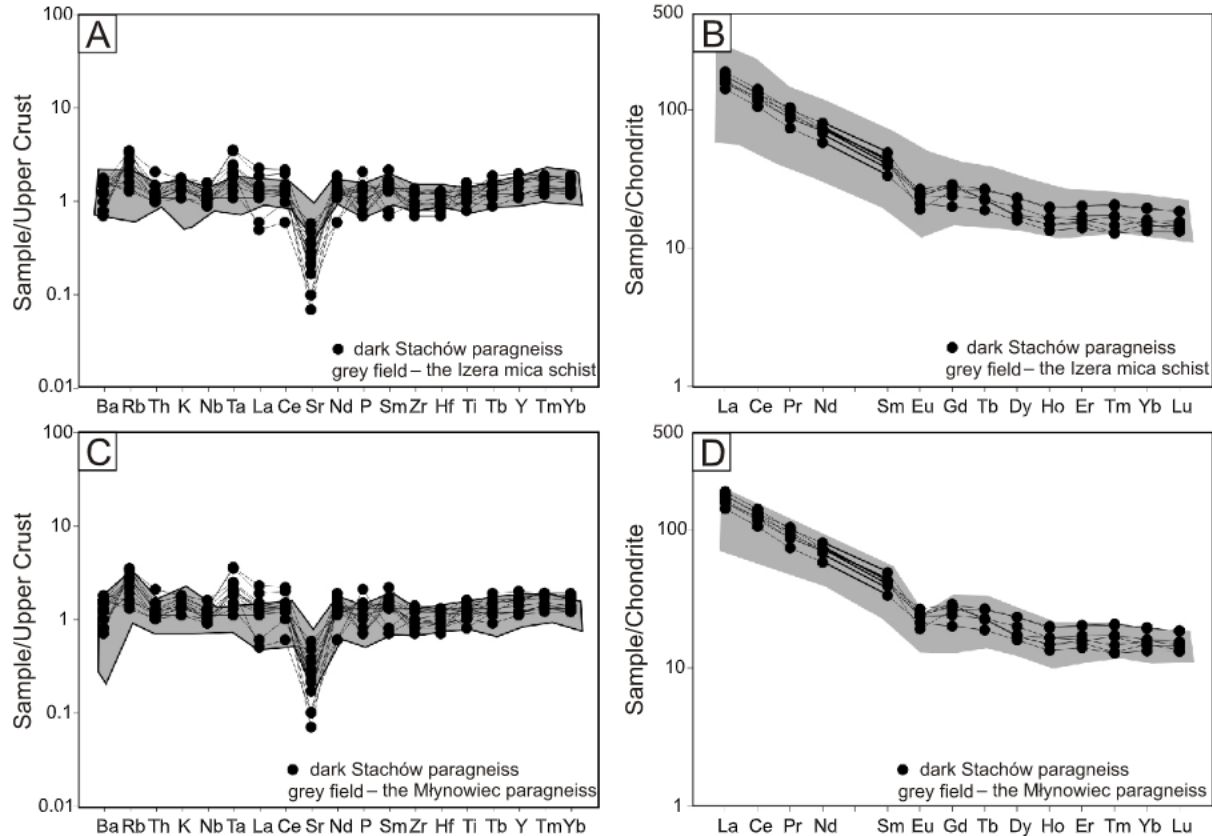 A
Sample/Upper Crust
100
10
1
0.1
0.01
dark Stachów paragneiss
grey field – the Izera mica schist
Ba Rb Th K Nb Ta La Ce Sr Nd P Sm Zr Hf Ti Tb Y Tm Yb
B
Sample/Chondrite
500
100
10
1
dark Stachów paragneiss
grey field – the Izera mica schist
La Ce Pr Nd Sm Eu Gd Tb Dy Ho Er Tm Yb Lu
C
Sample/Upper Crust
100
10
1
0.1
0.01
dark Stachów paragneiss
grey field – the Młynowiec paragneiss
Ba Rb Th K Nb Ta La Ce Sr Nd P Sm Zr Hf Ti Tb Y Tm Yb
D
Sample/Chondrite
500
100
10
1
dark Stachów paragneiss
grey field – the Młynowiec paragneiss
La Ce Pr Nd Sm Eu Gd Tb Dy Ho Er Tm Yb Lu